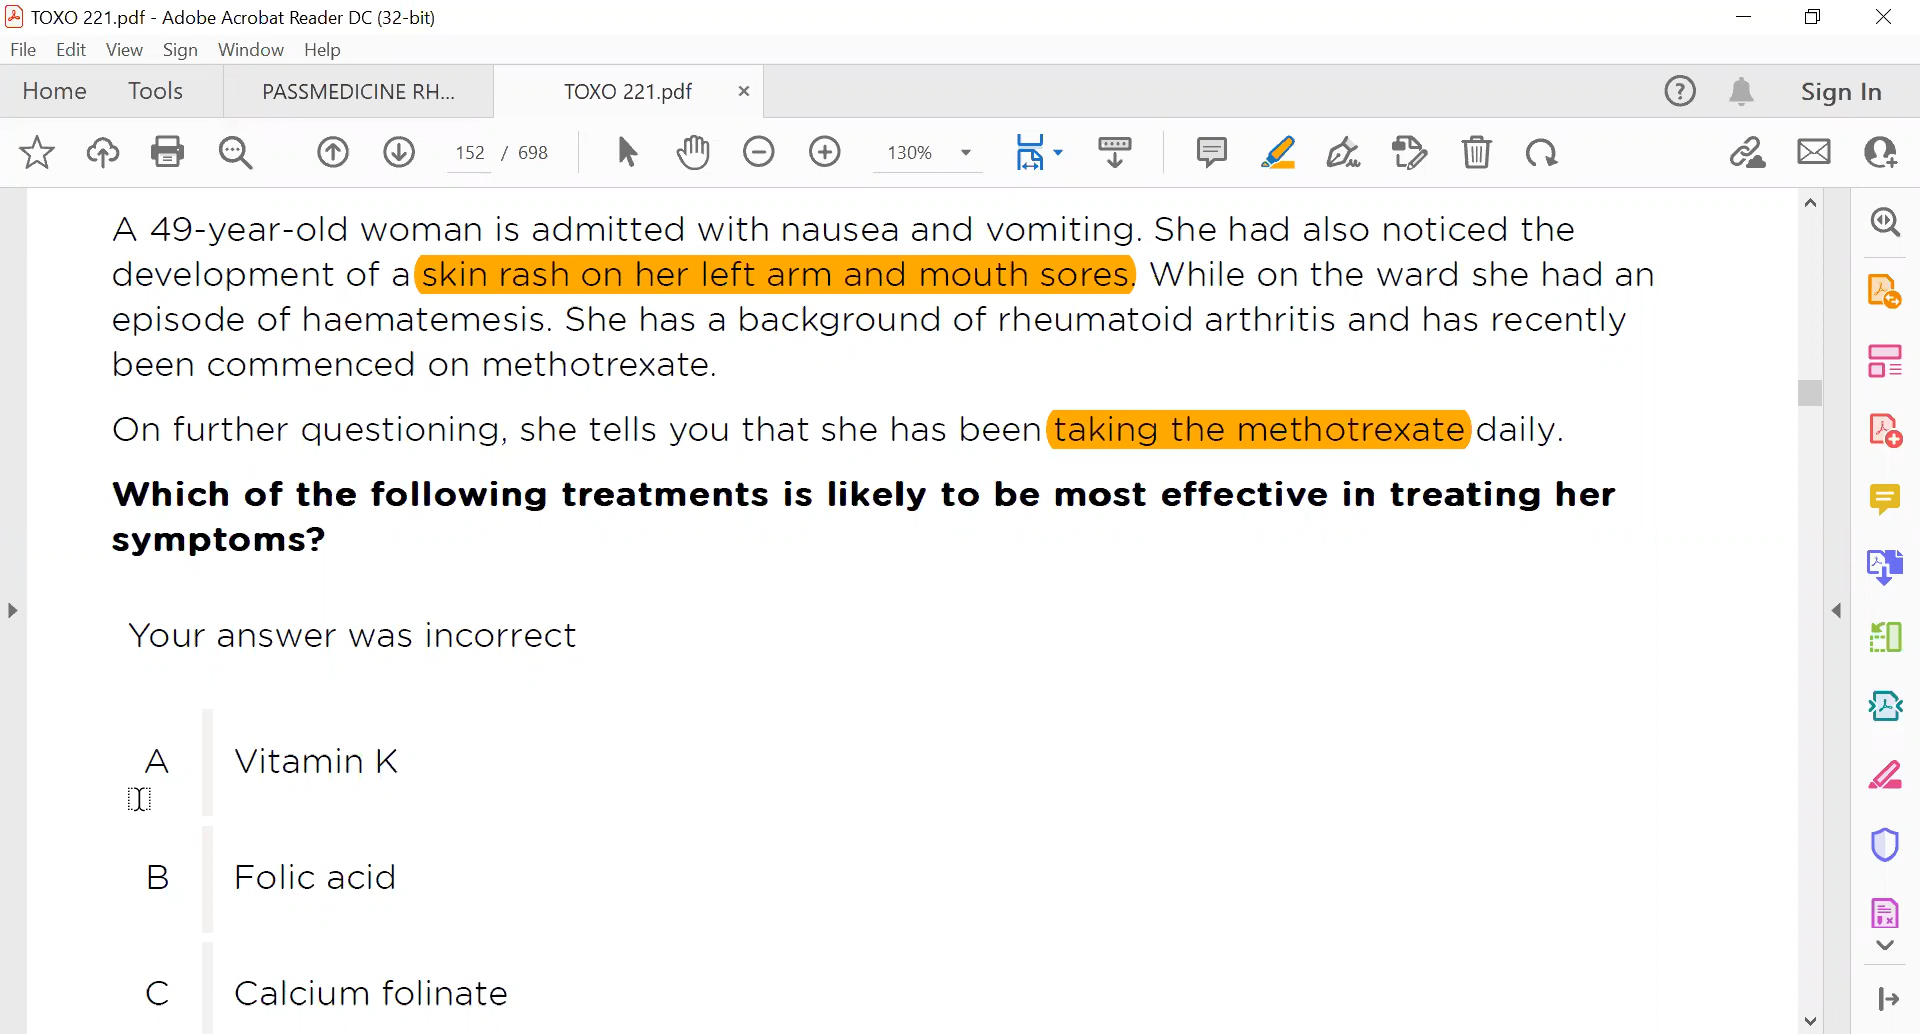 TOXO 221.pdf - Adobe Acrobat Reader DC (32-bit)
File Edit View Sign Window Help
Home Tools PASSMEDICINE RH... TOXO 221.pdf × Sign In
152 / 698 130%
A 49-year-old woman is admitted with nausea and vomiting. She had also noticed the
development of a skin rash on her left arm and mouth sores. While on the ward she had an
episode of haematemesis. She has a background of rheumatoid arthritis and has recently
been commenced on methotrexate.
On further questioning, she tells you that she has been taking the methotrexate daily.
Which of the following treatments is likely to be most effective in treating her
symptoms?
Your answer was incorrect
A Vitamin K
B Folic acid
C Calcium folinate